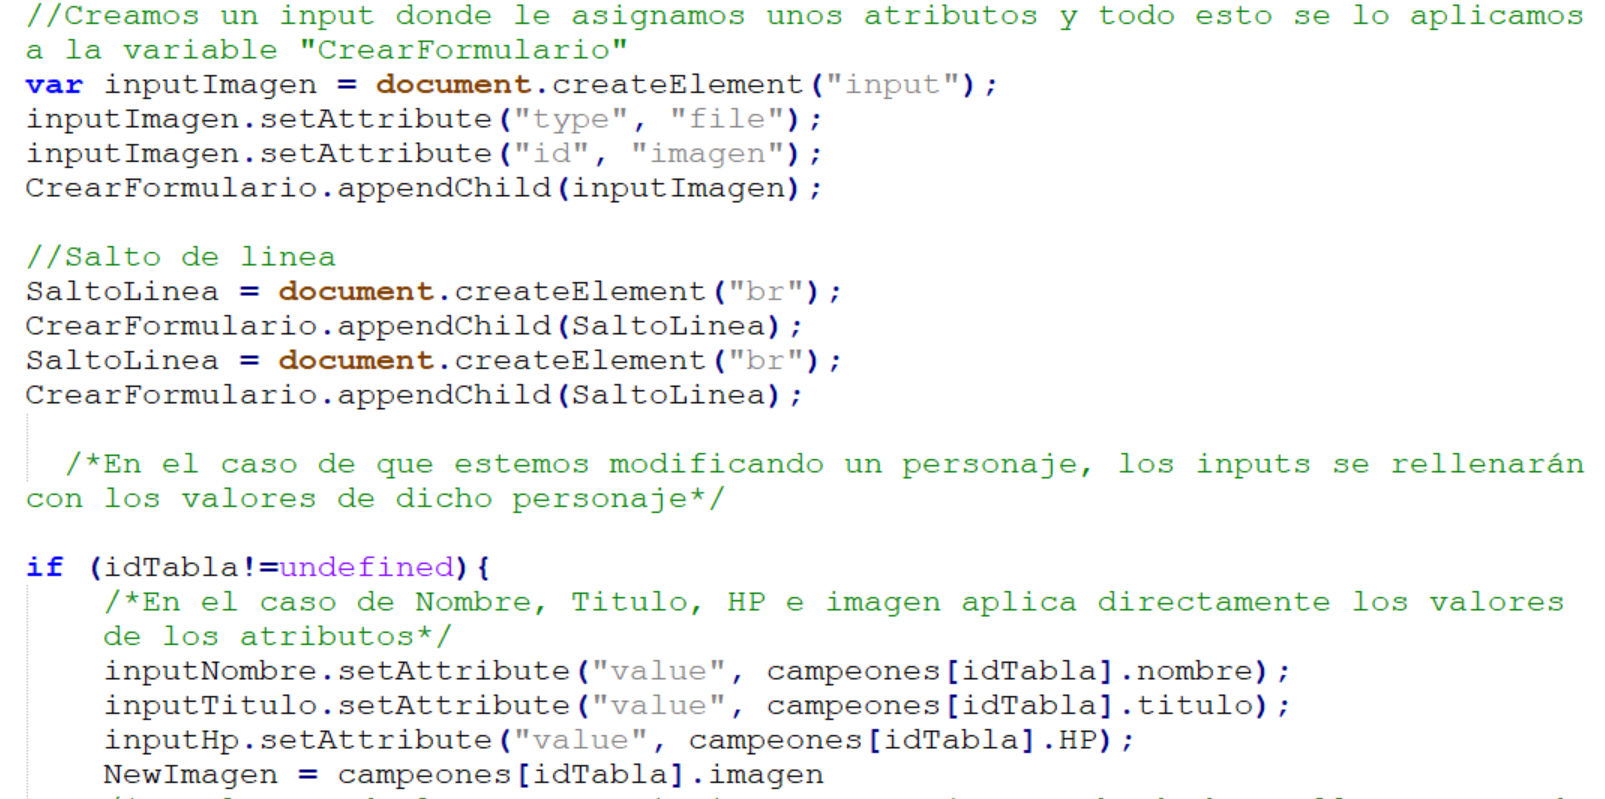 //Creamos un input donde le asignamos unos atributos y todo esto se lo aplicamos
a la variable "CrearFormulario"
var inputImagen = document.createElement("input");
inputImagen.setAttribute("type", "file");
inputImagen.setAttribute("id", "imagen");
CrearFormulario.appendChild(inputImagen);
//Salto de linea
SaltoLinea = document.createElement("br");
CrearFormulario.appendChild(SaltoLinea);
SaltoLinea = document.createElement("br");
CrearFormulario.appendChild(SaltoLinea);
/*En el caso de que estemos modificando un personaje, los inputs se rellenarán
con los valores de dicho personaje*/
if (idTabla!=undefined){
/*En el caso de Nombre, Titulo, HP e imagen aplica directamente los valores
de los atributos*/
inputNombre.setAttribute("value", campeones[idTabla].nombre);
inputTitulo.setAttribute("value", campeones[idTabla].titulo);
inputHp.setAttribute("value", campeones[idTabla].HP);
NewImagen = campeones[idTabla].imagen